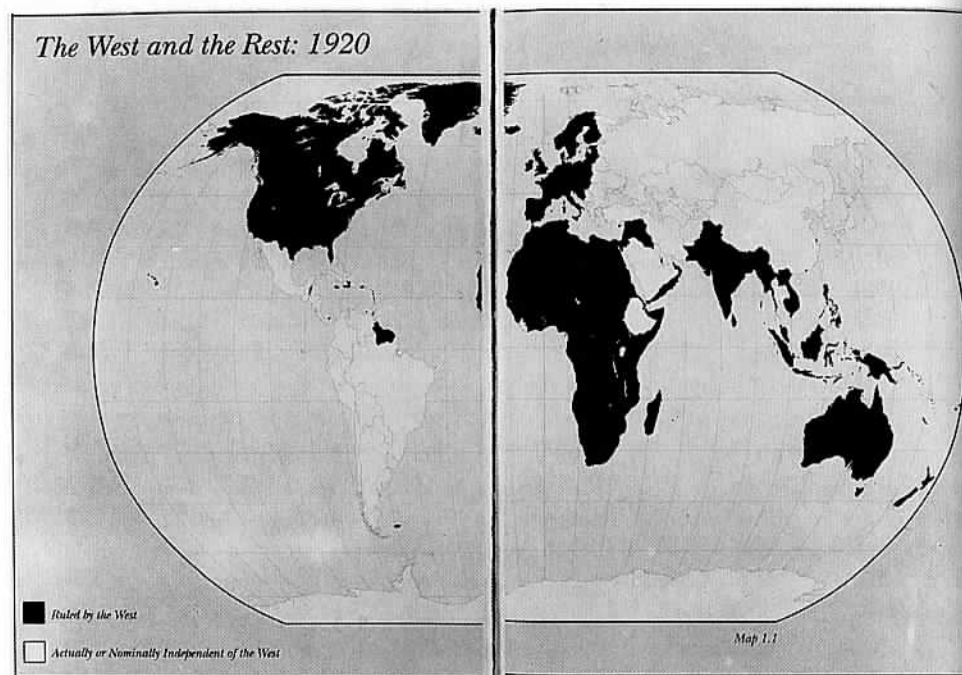 The West and the Rest: 1920
Ruled by the West
Actually or Nominally Independent of the West
Map 1.1